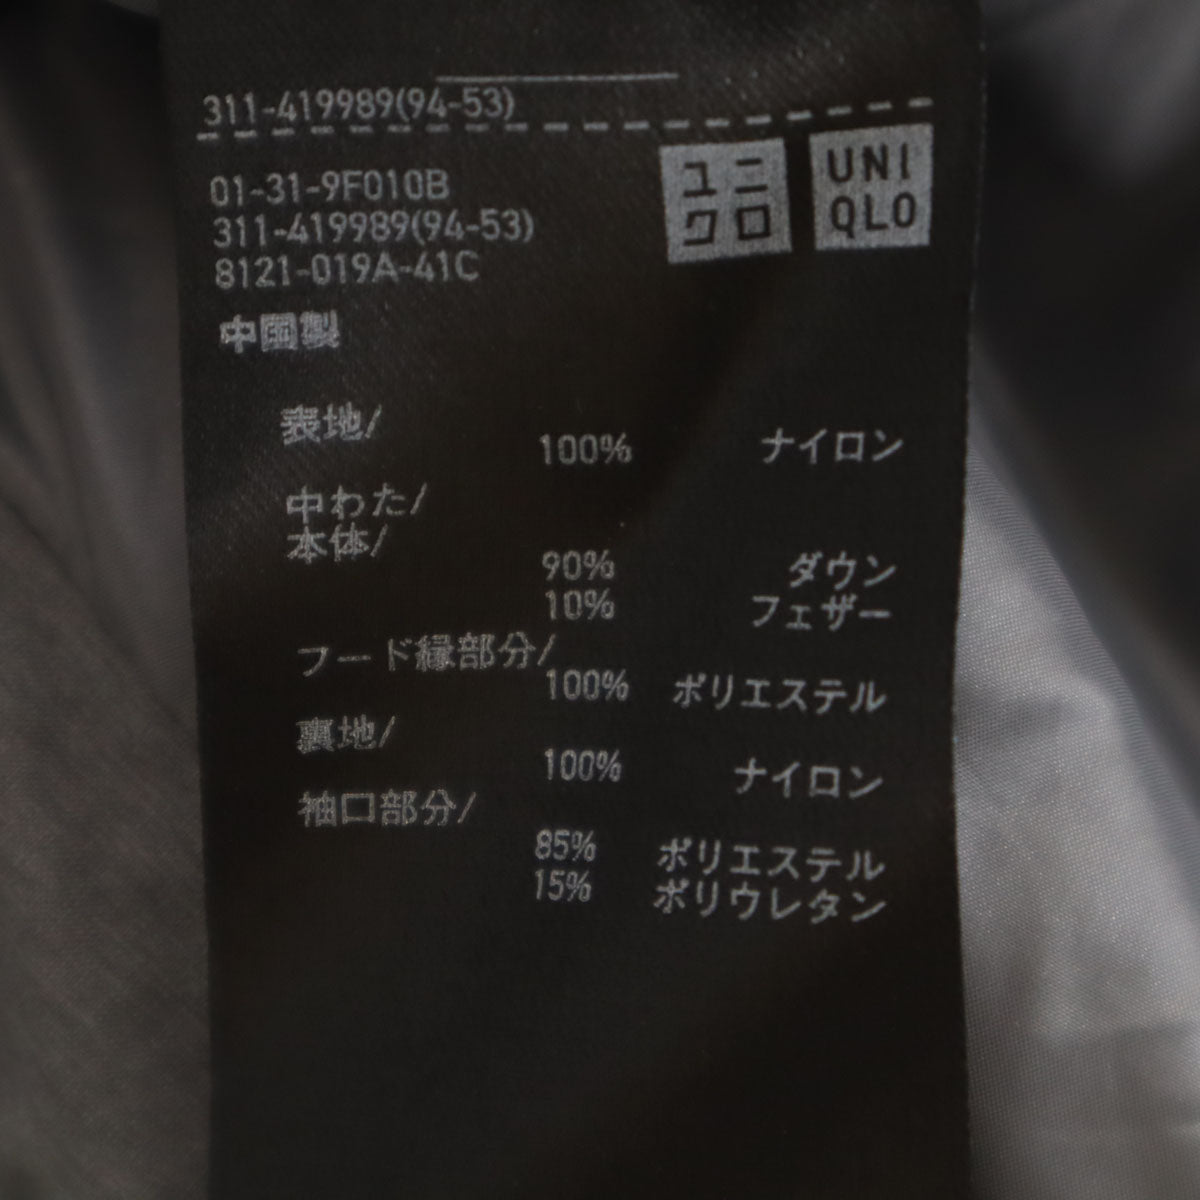 311-419989(94-53)
01-31-9F010B
311-419989(94-53)
8121-019A-41C
ユニ
クロ
UNI
QLO
中国製
表地/
100% ナイロン
中わた/
本体/
90% ダウン
10% フェザー
フード縁部分/
100% ポリエステル
裏地/
100% ナイロン
袖口部分/
85% ポリエステル
15% ポリウレタン